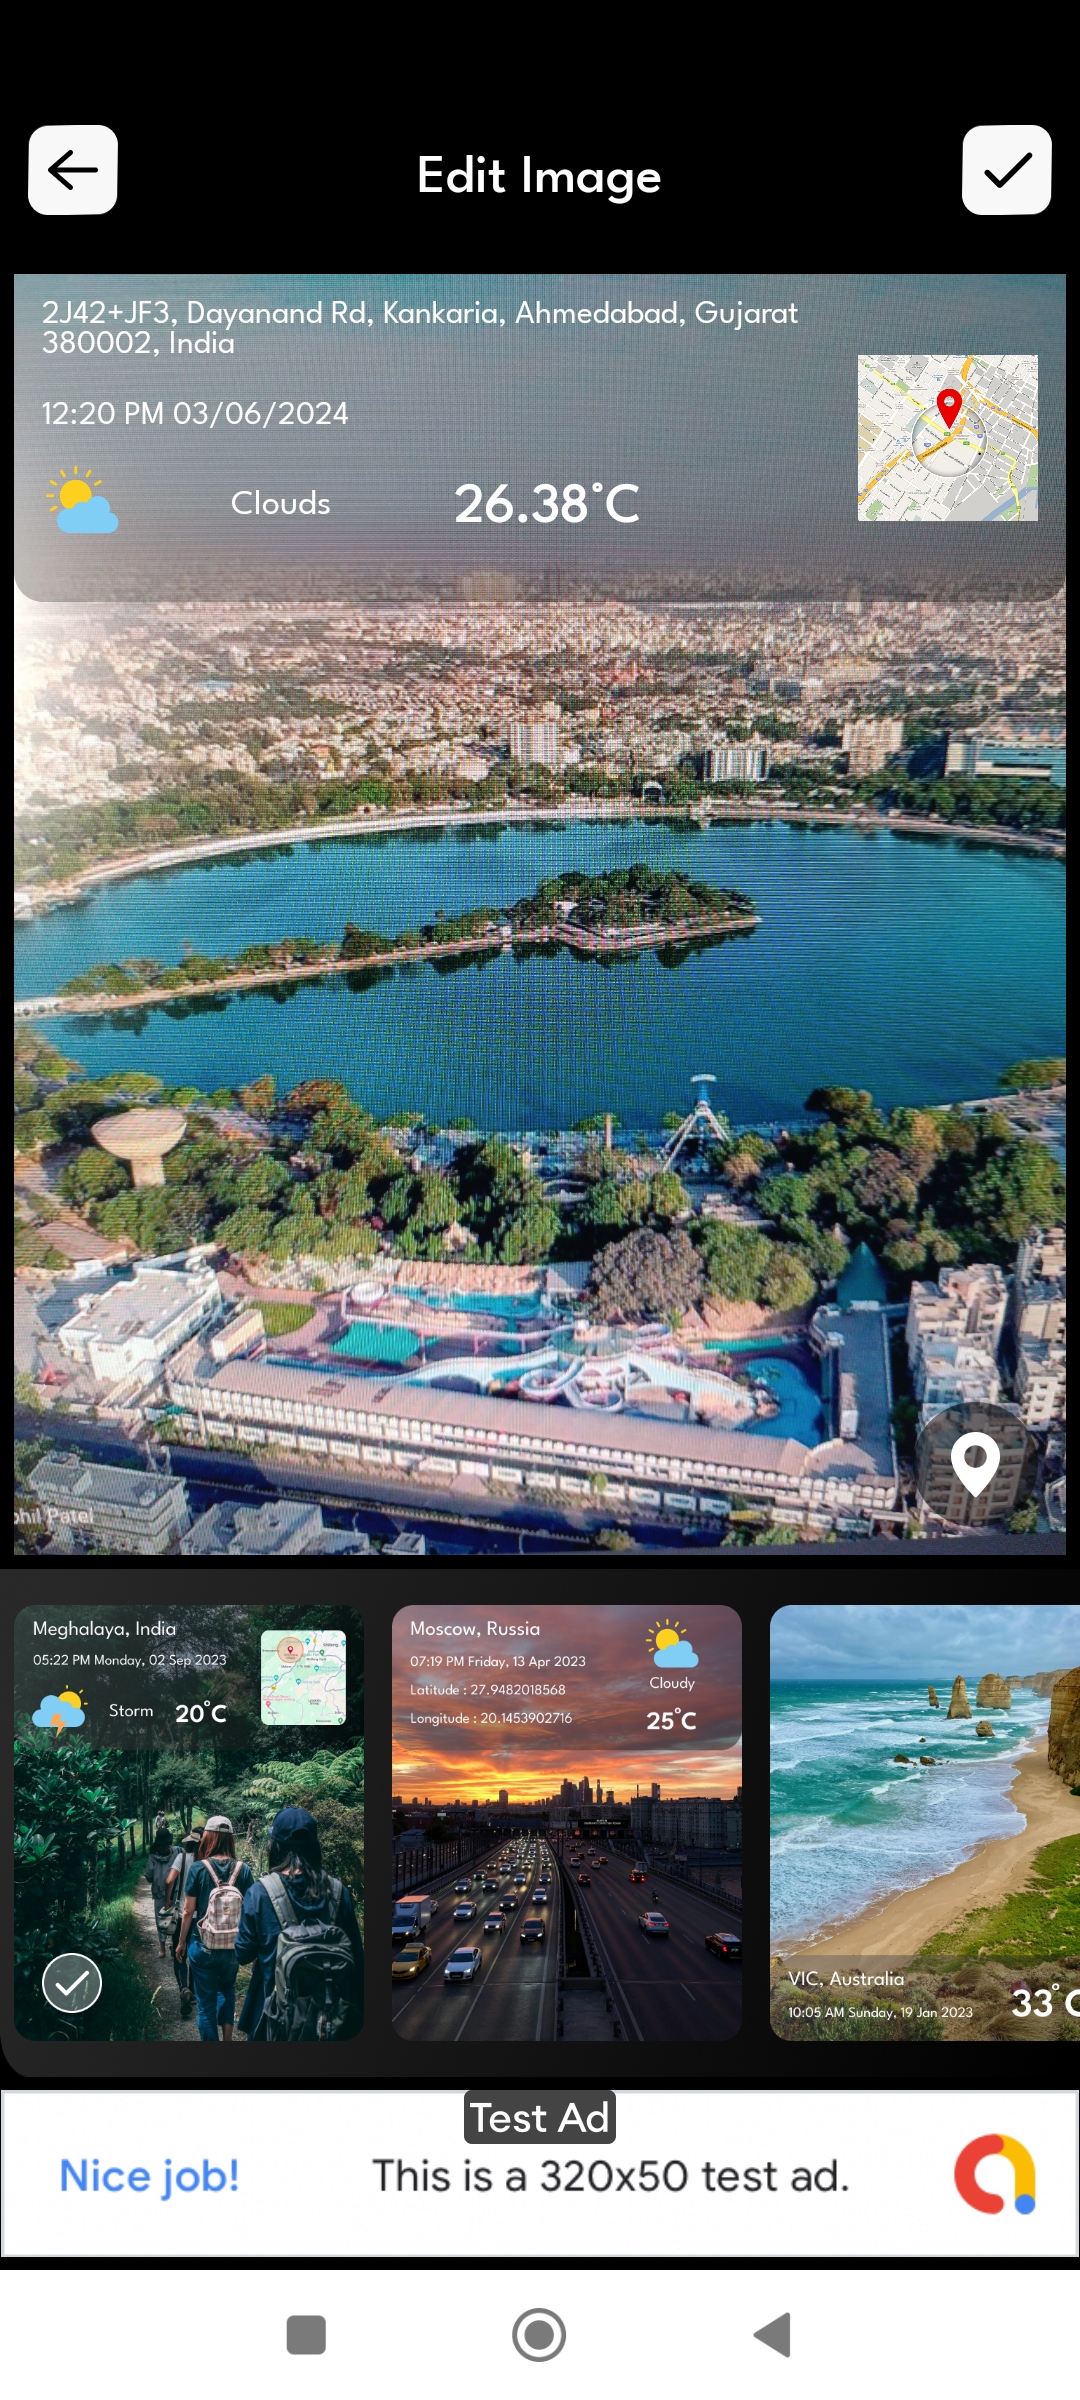 Edit Image
2J42+JF3, Dayanand Rd, Kankaria, Ahmedabad, Gujarat
380002, India
12:20 PM 03/06/2024
Clouds
26.38°C
Patel
Meghalaya, India
05:22 PM Monday, 02 Sep 2023
Storm
20°C
Moscow, Russia
07:19 PM Friday, 13 Apr 2023
Latitude : 27.9482018568
Longitude : 20.1453902716
Cloudy
25°C
VIC, Australia
10:05 AM Sunday, 19 Jan 2023
33°C
Test Ad
Nice job!
This is a 320x50 test ad.